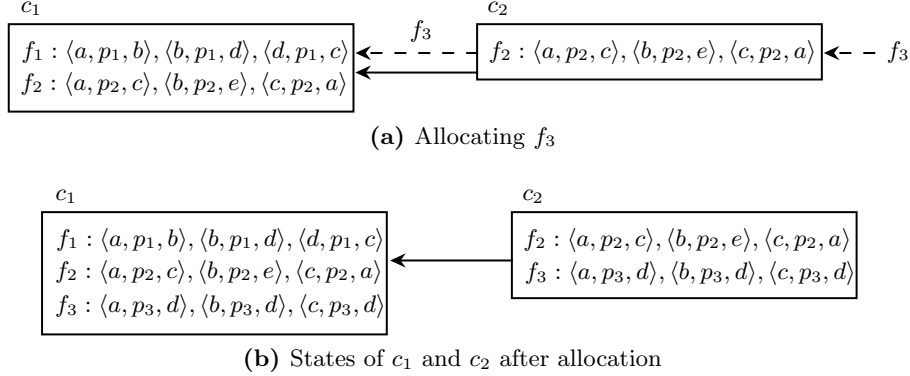 c₁ c₂
f₁ : ⟨a, p₁, b⟩, ⟨b, p₁, d⟩, ⟨d, p₁, c⟩
f₂ : ⟨a, p₂, c⟩, ⟨b, p₂, e⟩, ⟨c, p₂, a⟩
f₃
f₂ : ⟨a, p₂, c⟩, ⟨b, p₂, e⟩, ⟨c, p₂, a⟩
f₃
(a) Allocating f₃
c₁ c₂
f₁ : ⟨a, p₁, b⟩, ⟨b, p₁, d⟩, ⟨d, p₁, c⟩
f₂ : ⟨a, p₂, c⟩, ⟨b, p₂, e⟩, ⟨c, p₂, a⟩
f₃ : ⟨a, p₃, d⟩, ⟨b, p₃, d⟩, ⟨c, p₃, d⟩
f₂ : ⟨a, p₂, c⟩, ⟨b, p₂, e⟩, ⟨c, p₂, a⟩
f₃ : ⟨a, p₃, d⟩, ⟨b, p₃, d⟩, ⟨c, p₃, d⟩
(b) States of c₁ and c₂ after allocation